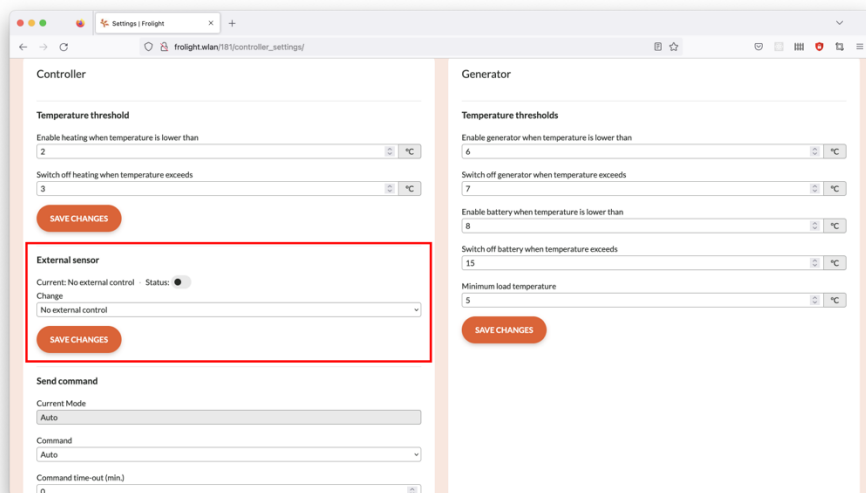 Settings | Frolight
frolight.wlan/181/controller_settings/
Controller
Temperature threshold
Enable heating when temperature is lower than
2 °C
Switch off heating when temperature exceeds
3 °C
SAVE CHANGES
External sensor
Current: No external control · Status:
Change
No external control
SAVE CHANGES
Send command
Current Mode
Auto
Command
Auto
Command time-out (min.)
0
Generator
Temperature thresholds
Enable generator when temperature is lower than
6 °C
Switch off generator when temperature exceeds
7 °C
Enable battery when temperature is lower than
8 °C
Switch off battery when temperature exceeds
15 °C
Minimum load temperature
5 °C
SAVE CHANGES